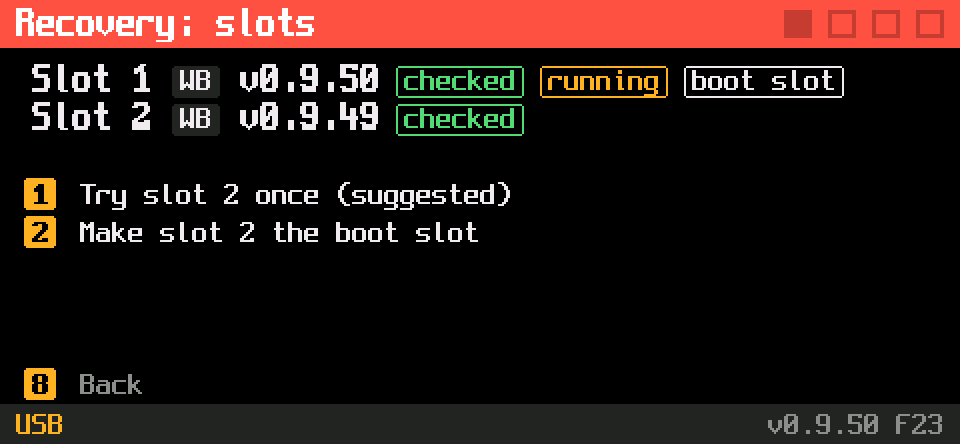 Recovery: slots
Slot 1 WB v0.9.50 checked running boot slot
Slot 2 WB v0.9.49 checked
1 Try slot 2 once (suggested)
2 Make slot 2 the boot slot
8 Back
USB v0.9.50 F23